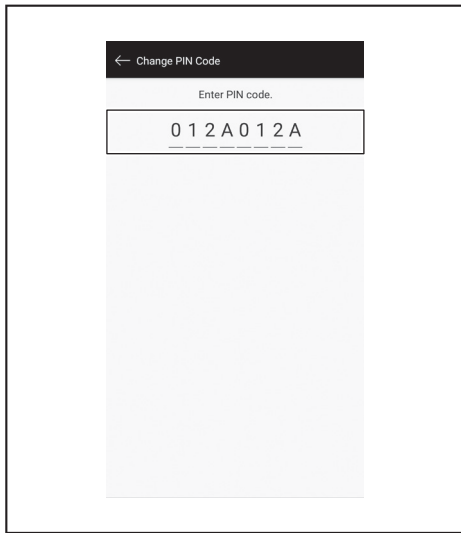 ← Change PIN Code
Enter PIN code.
012A012A